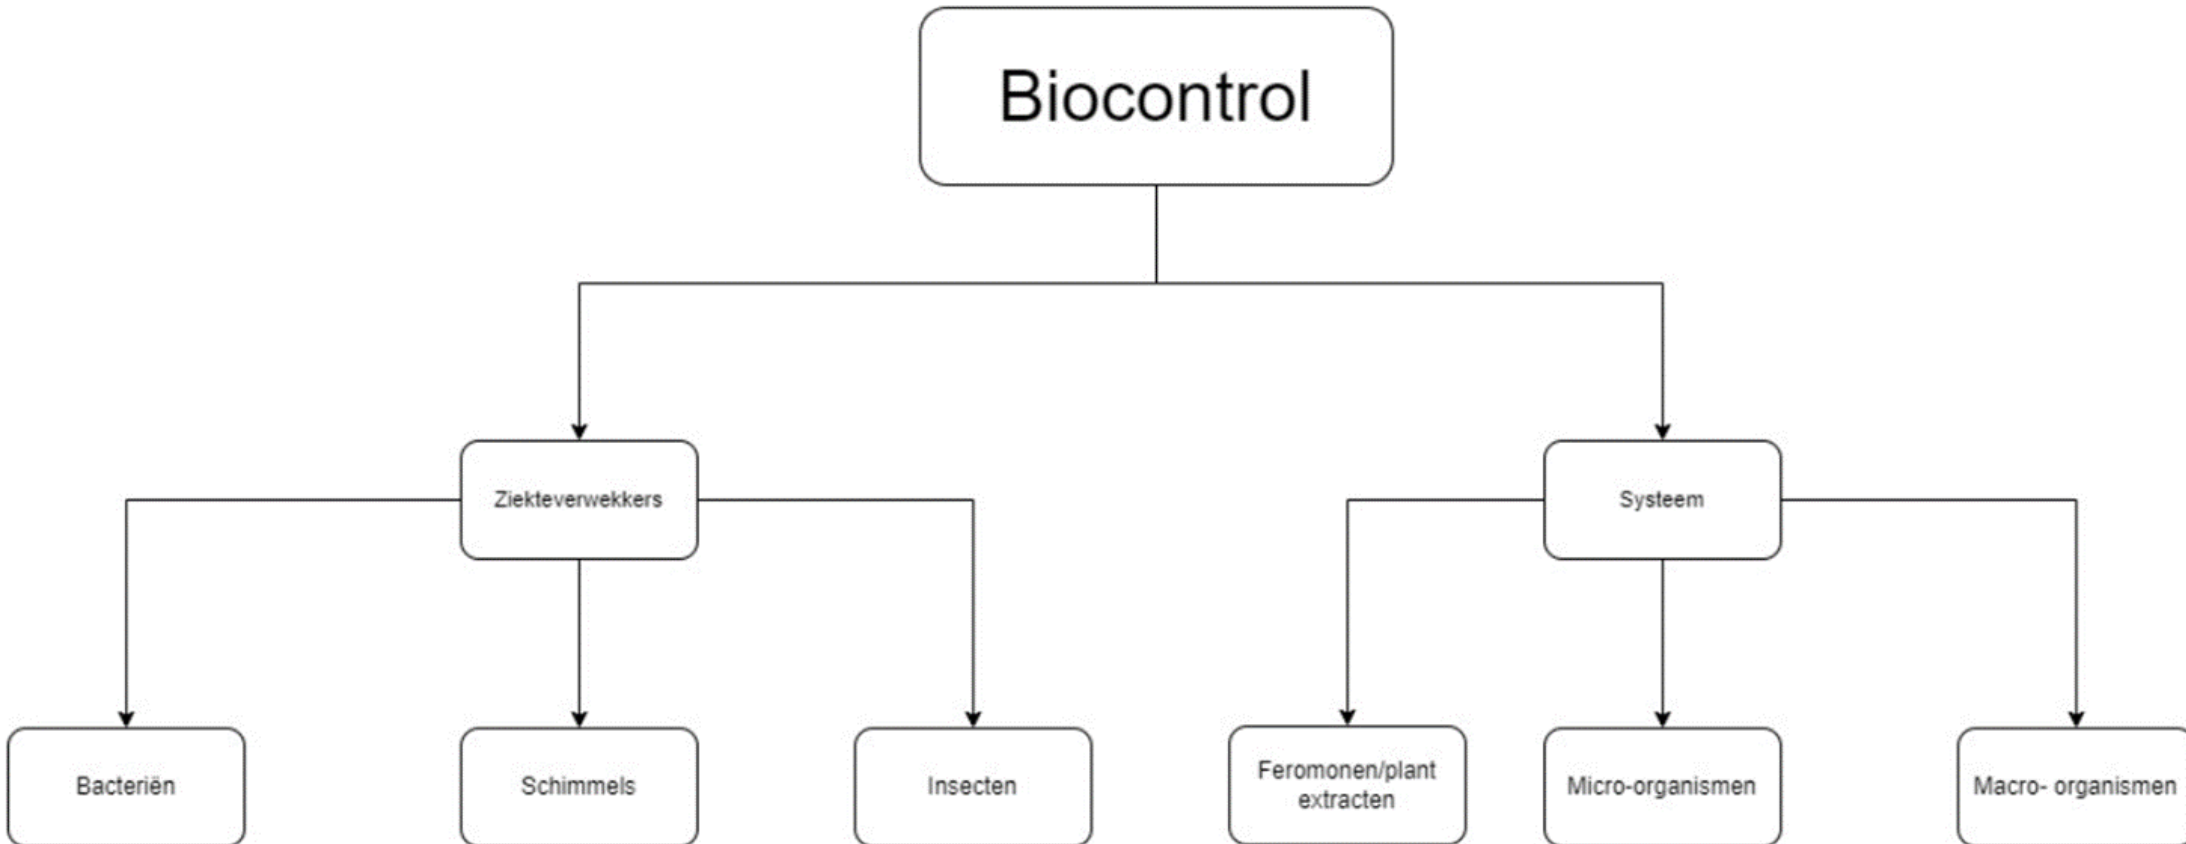 Biocontrol
Ziekteverwekkers
Systeem
Bacteriën
Schimmels
Insecten
Feromonen/plant
extracten
Micro-organismen
Macro- organismen